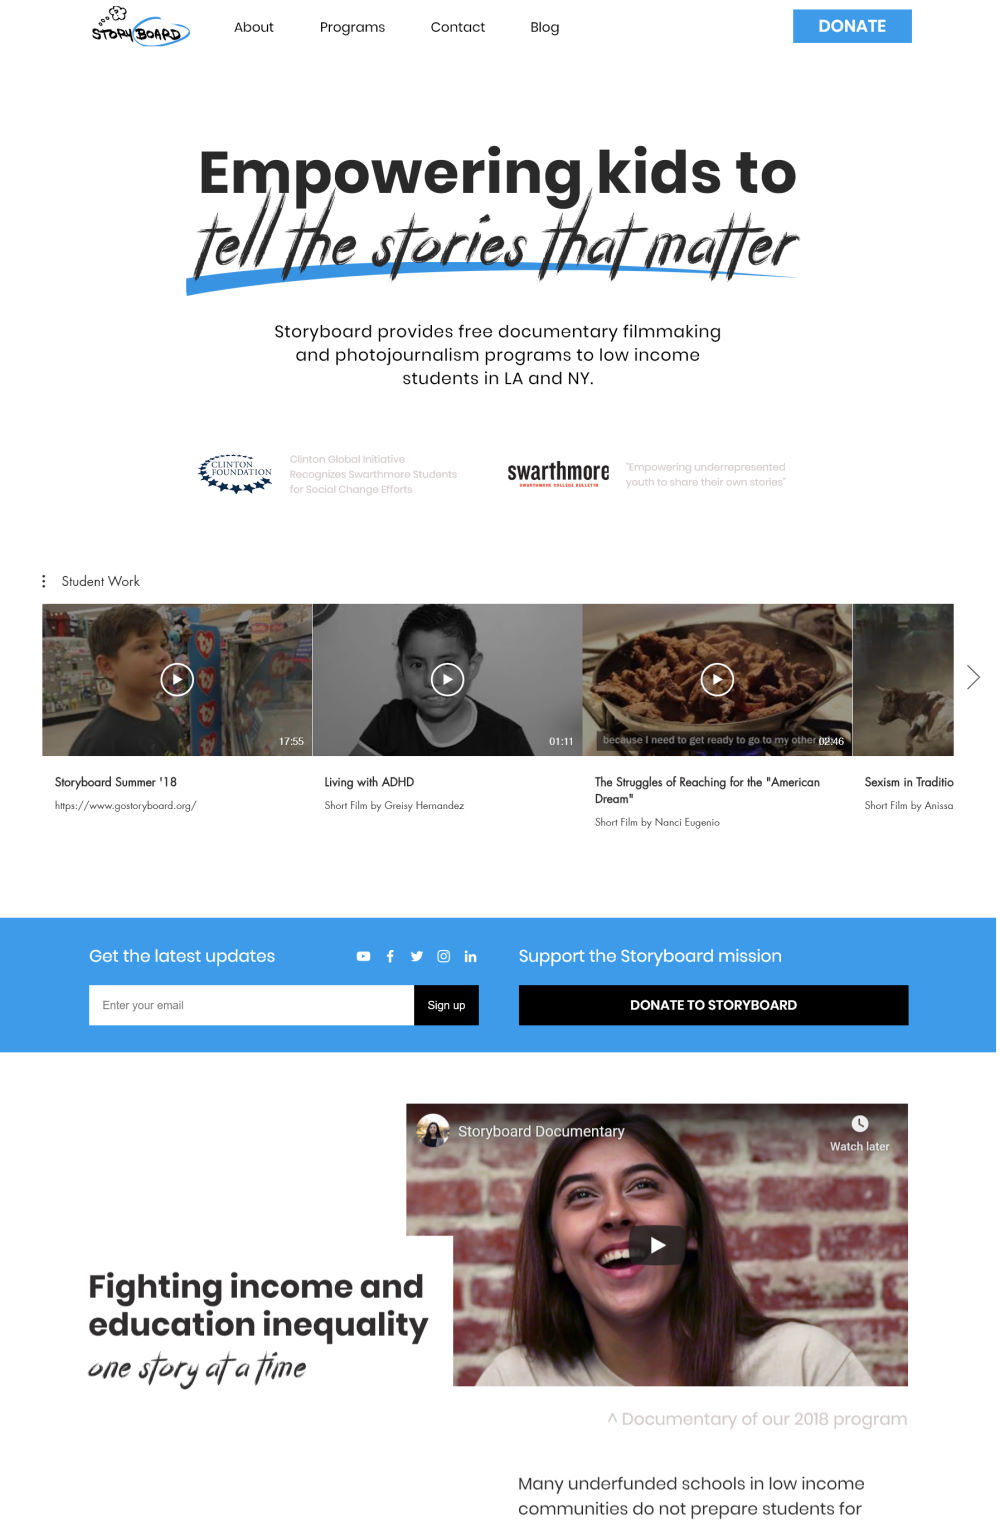 STORYBOARD
About
Programs
Contact
Blog
DONATE
Empowering kids to
tell the stories that matter
Storyboard provides free documentary filmmaking
and photojournalism programs to low income
students in LA and NY.
CLINTON
FOUNDATION
Clinton Global Initiative
Recognizes Swarthmore Students
for Social Change Efforts
swarthmore
SWARTHMORE COLLEGE BULLETIN
"Empowering underrepresented
youth to share their own stories"
Student Work
17:55
01:11
because I need to get ready to go to my other
02:46
Storyboard Summer '18
https://www.gostoryboard.org/
Living with ADHD
Short Film by Greisy Hernandez
The Struggles of Reaching for the "American
Dream"
Short Film by Nanci Eugenio
Sexism in Traditio
Short Film by Anissa
Get the latest updates
Enter your email
Sign up
Support the Storyboard mission
DONATE TO STORYBOARD
Storyboard Documentary
Watch later
Fighting income and
education inequality
one story at a time
^ Documentary of our 2018 program
Many underfunded schools in low income
communities do not prepare students for